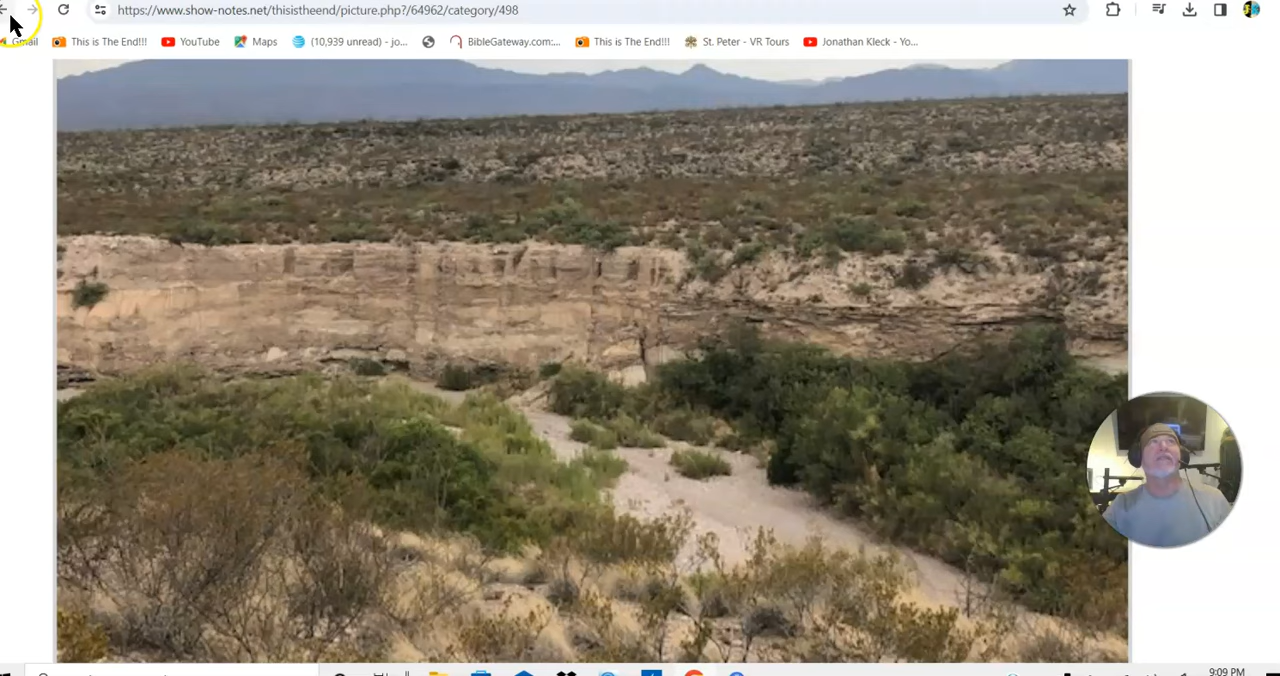 https://www.show-notes.net/thisistheend/picture.php?/64962/category/498
Gmail This is The End!!! YouTube Maps (10,939 unread) - jo... BibleGateway.com:... This is The End!!! St. Peter - VR Tours Jonathan Kleck - Yo...
9:09 PM